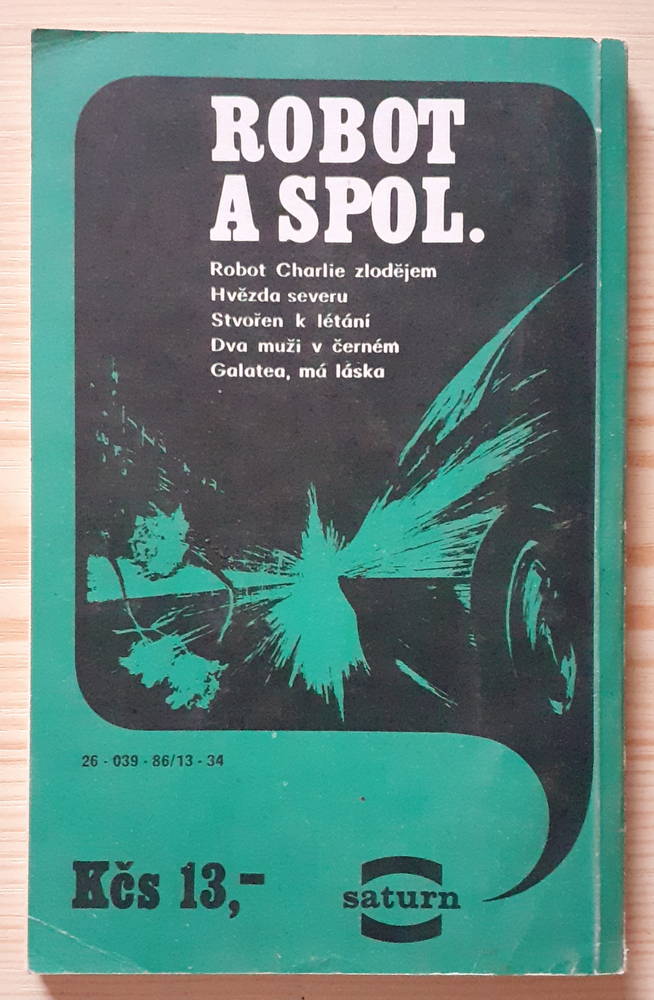 ROBOT
A SPOL.
Robot Charlie zlodějem
Hvězda severu
Stvořen k létání
Dva muži v černém
Galatea, má láska
26 - 039 - 86/13 - 34
Kčs 13,-
saturn